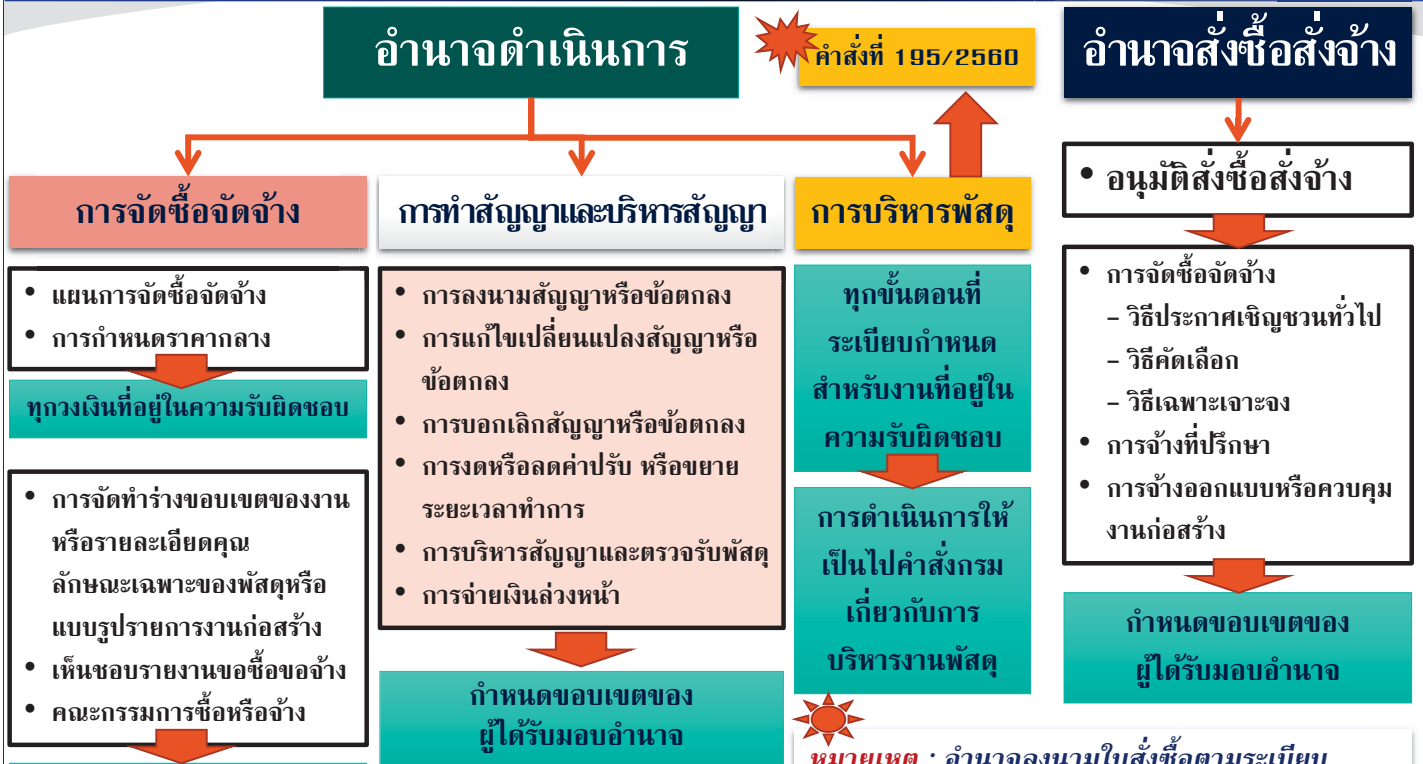 อำนาจดำเนินการ
คำสั่งที่ 195/2560
อำนาจสั่งซื้อสั่งจ้าง
การจัดซื้อจัดจ้าง
• แผนการจัดซื้อจัดจ้าง
• การกำหนดราคากลาง
ทุกวงเงินที่อยู่ในความรับผิดชอบ
• การจัดทำร่างขอบเขตของงาน
หรือรายละเอียดคุณ
ลักษณะเฉพาะของพัสดุหรือ
แบบรูปรายการงานก่อสร้าง
• เห็นชอบรายงานขอซื้อขอจ้าง
• คณะกรรมการซื้อหรือจ้าง
การทำสัญญาและบริหารสัญญา
• การลงนามสัญญาหรือข้อตกลง
• การแก้ไขเปลี่ยนแปลงสัญญาหรือ
ข้อตกลง
• การบอกเลิกสัญญาหรือข้อตกลง
• การงดหรือลดค่าปรับ หรือขยาย
ระยะเวลาทำการ
• การบริหารสัญญาและตรวจรับพัสดุ
• การจ่ายเงินล่วงหน้า
กำหนดขอบเขตของ
ผู้ได้รับมอบอำนาจ
การบริหารพัสดุ
ทุกขั้นตอนที่
ระเบียบกำหนด
สำหรับงานที่อยู่ใน
ความรับผิดชอบ
การดำเนินการให้
เป็นไปคำสั่งกรม
เกี่ยวกับการ
บริหารงานพัสดุ
• อนุมัติสั่งซื้อสั่งจ้าง
• การจัดซื้อจัดจ้าง
– วิธีประกาศเชิญชวนทั่วไป
– วิธีคัดเลือก
– วิธีเฉพาะเจาะจง
• การจ้างที่ปรึกษา
• การจ้างออกแบบหรือควบคุม
งานก่อสร้าง
กำหนดขอบเขตของ
ผู้ได้รับมอบอำนาจ
หมายเหตุ : อำนาจลงนามใบสั่งซื้อตามระเบียบ